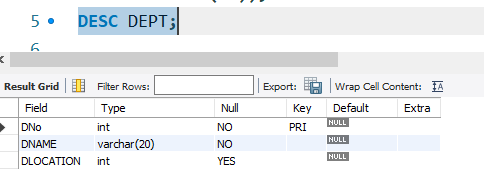 5 DESC DEPT;
6
Result Grid Filter Rows: Export: Wrap Cell Content: IA
Field Type Null Key Default Extra
DNo int NO PRI NULL
DNAME varchar(20) NO NULL
DLOCATION int YES NULL